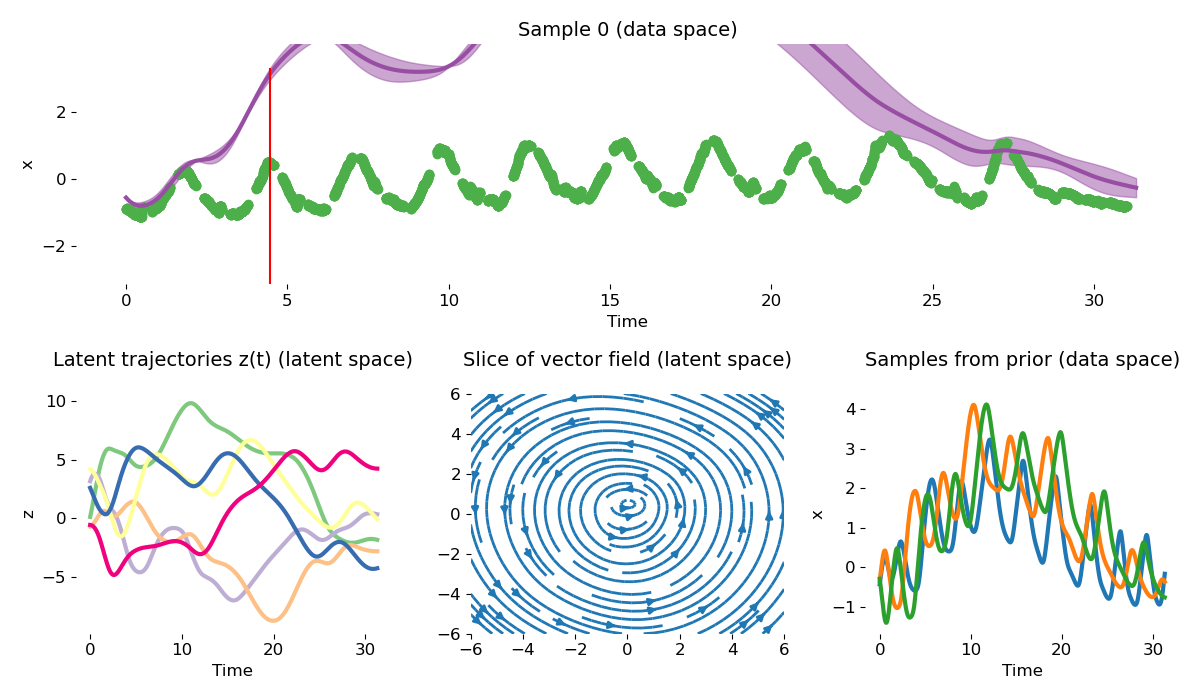 Sample 0 (data space)
2
0
−2
x
0 5 10 15 20 25 30
Time
Latent trajectories z(t) (latent space)
10
5
0
−5
z
0 10 20 30
Time
Slice of vector field (latent space)
6
4
2
0
−2
−4
−6
−6 −4 −2 0 2 4 6
Samples from prior (data space)
4
3
2
1
0
−1
x
0 10 20 30
Time